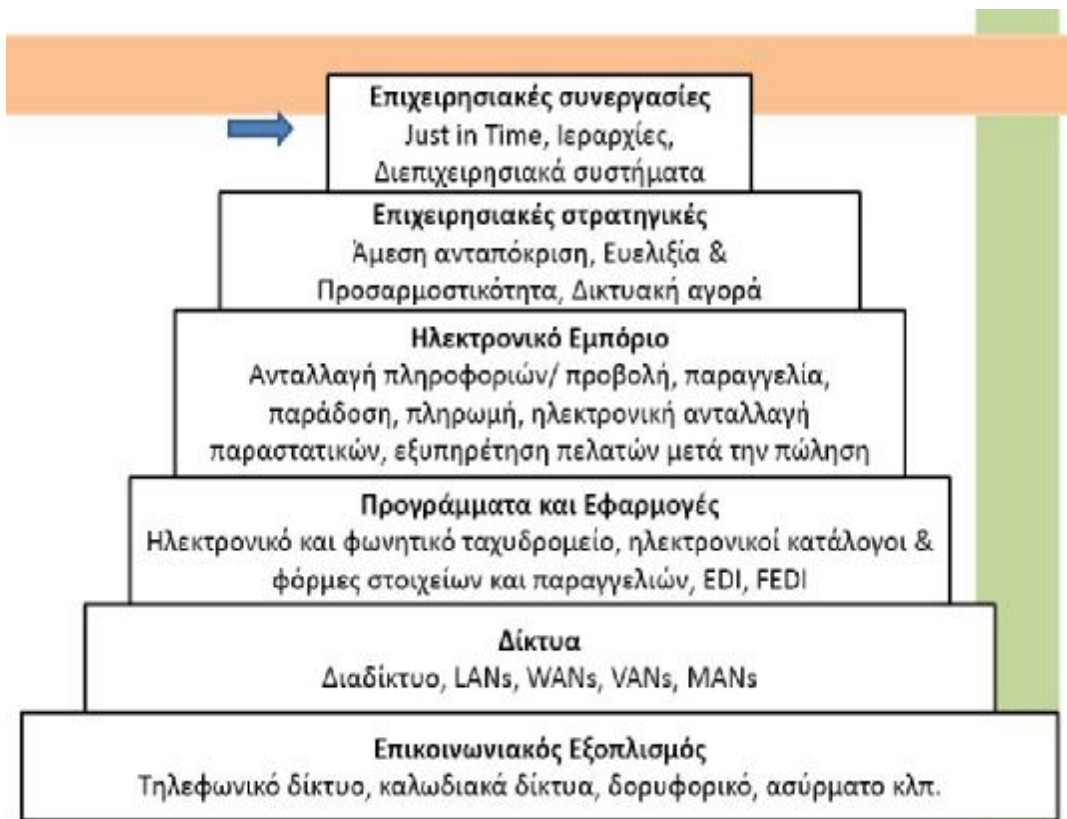 Επιχειρησιακές συνεργασίες
Just in Time, Ιεραρχίες,
Διεπιχειρησιακά συστήματα
Επιχειρησιακές στρατηγικές
Άμεση ανταπόκριση, Ευελιξία &
Προσαρμοστικότητα, Δικτυακή αγορά
Ηλεκτρονικό Εμπόριο
Ανταλλαγή πληροφοριών/ προβολή, παραγγελία,
παράδοση, πληρωμή, ηλεκτρονική ανταλλαγή
παραστατικών, εξυπηρέτηση πελατών μετά την πώληση
Προγράμματα και Εφαρμογές
Ηλεκτρονικό και φωνητικό ταχυδρομείο, ηλεκτρονικοί κατάλογοι &
φόρμες στοιχείων και παραγγελιών, EDI, FEDI
Δίκτυα
Διαδίκτυο, LANs, WANs, VANs, MANs
Επικοινωνιακός Εξοπλισμός
Τηλεφωνικό δίκτυο, καλωδιακά δίκτυα, δορυφορικό, ασύρματο κλπ.